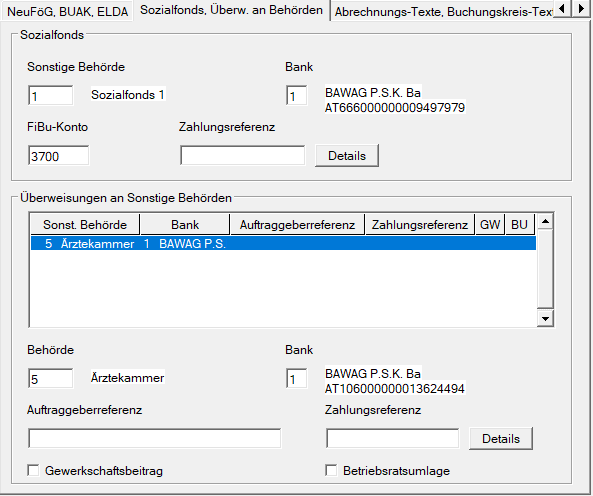 NeuFöG, BUAK, ELDA Sozialfonds, Überw. an Behörden Abrechnungs-Texte, Buchungskreis-Text
Sozialfonds
Sonstige Behörde Bank
1 Sozialfonds 1 1 BAWAG P.S.K. Ba
AT666000000009497979
FiBu-Konto Zahlungsreferenz
3700 Details
Überweisungen an Sonstige Behörden
Sonst. Behörde Bank Auftraggeberreferenz Zahlungsreferenz GW BU
5 Ärztekammer 1 BAWAG P.S.
Behörde Bank
5 Ärztekammer 1 BAWAG P.S.K. Ba
AT106000000013624494
Auftraggeberreferenz Zahlungsreferenz
Details
Gewerkschaftsbeitrag Betriebsratsumlage